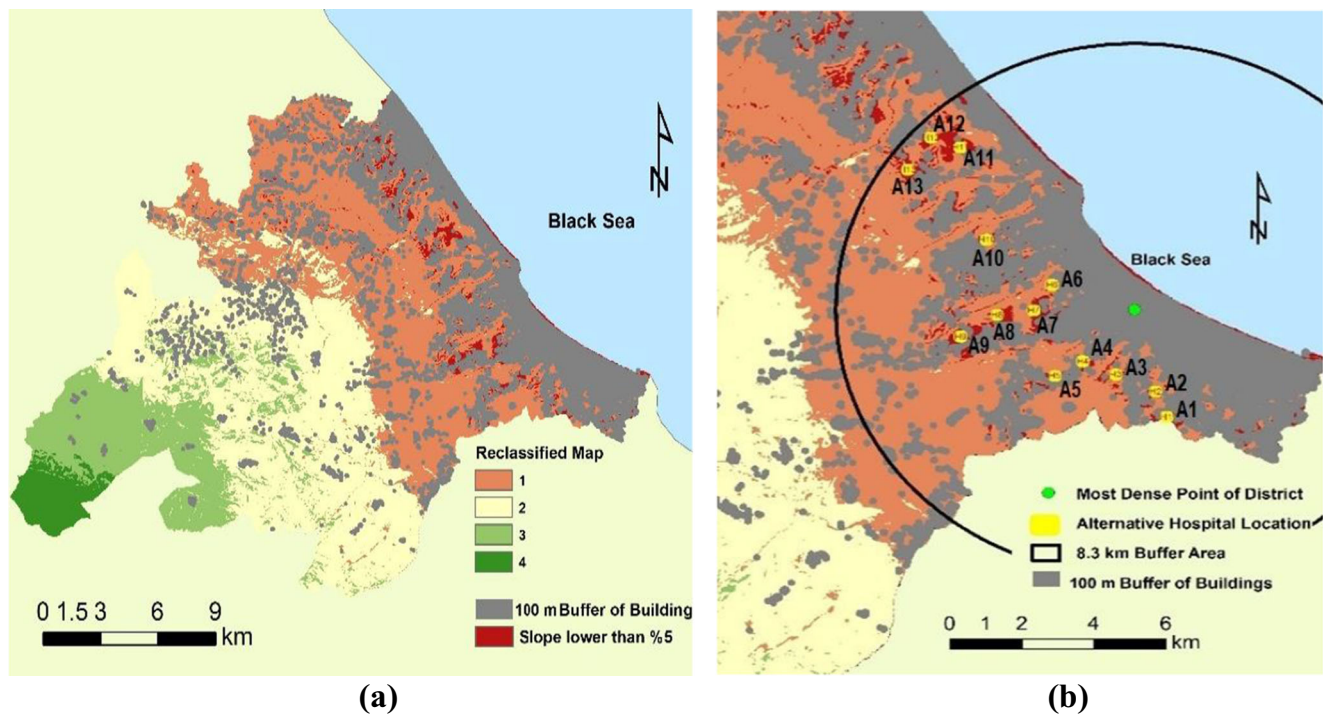 N
Black Sea
Reclassified Map
1
2
3
4
100 m Buffer of Building
Slope lower than %5
0 1.5 3 6 9
km
(a)
A12
A11
A13
A10
A6
A7
A8
A9
A4
A3
A5
A2
A1
N
Black Sea
Most Dense Point of District
Alternative Hospital Location
8.3 km Buffer Area
100 m Buffer of Buildings
0 1 2 4 6
km
(b)